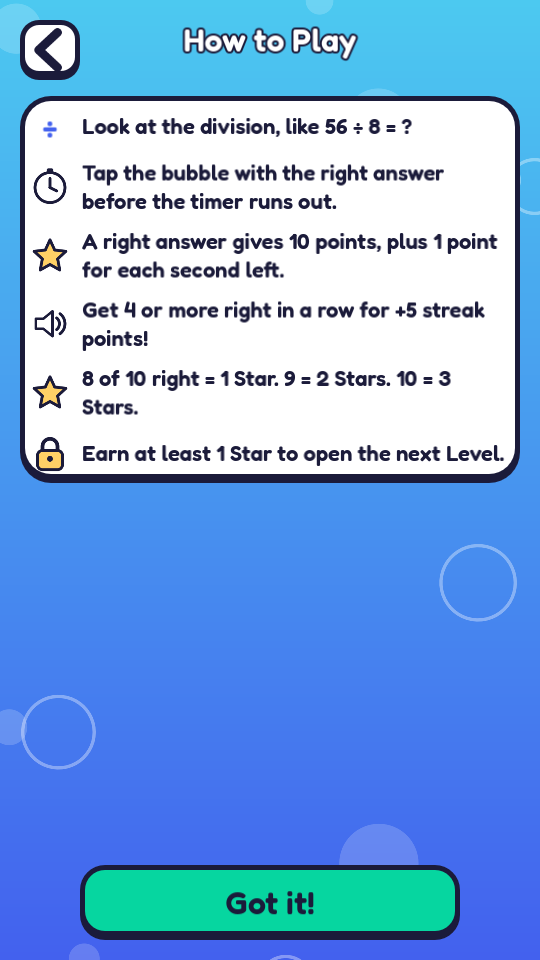 How to Play
÷ Look at the division, like 56 ÷ 8 = ?
Tap the bubble with the right answer
before the timer runs out.
A right answer gives 10 points, plus 1 point
for each second left.
Get 4 or more right in a row for +5 streak
points!
8 of 10 right = 1 Star. 9 = 2 Stars. 10 = 3
Stars.
Earn at least 1 Star to open the next Level.
Got it!